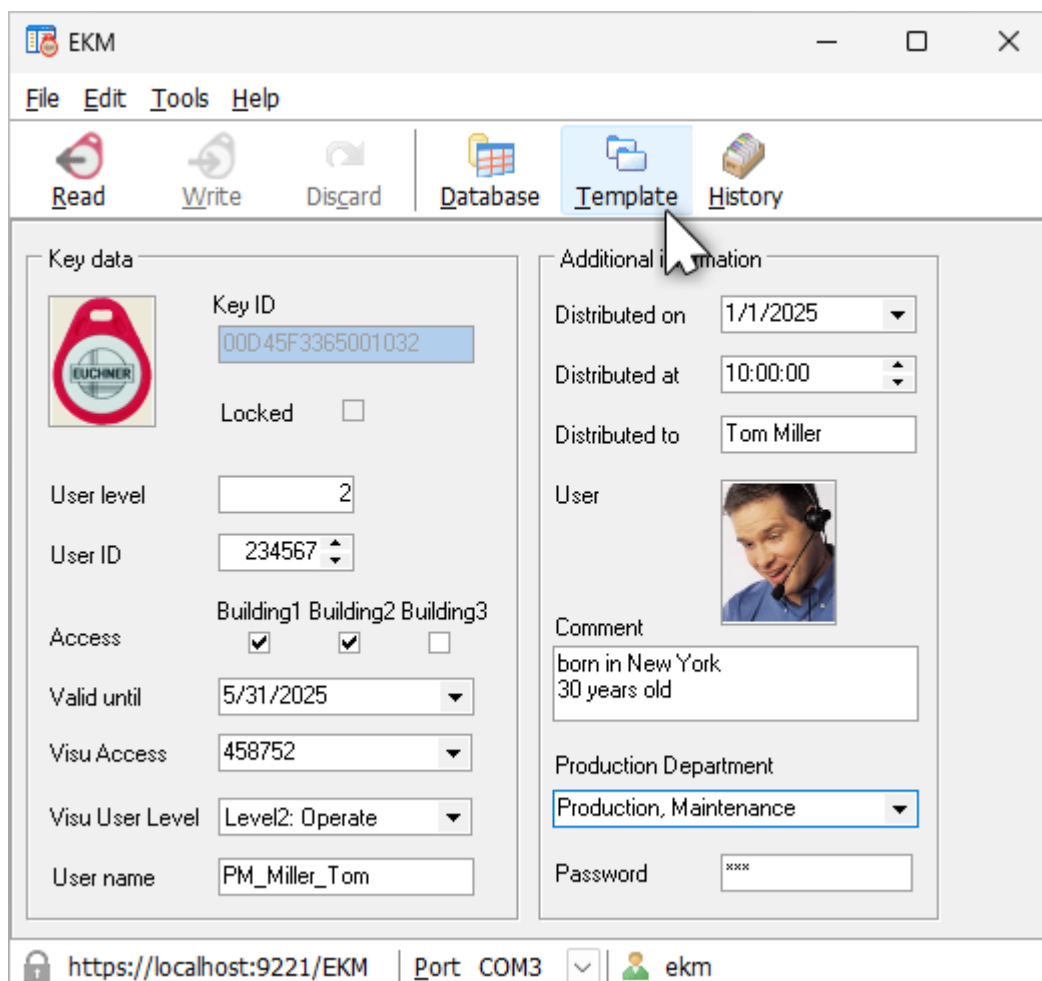 EKM
File Edit Tools Help
Read Write Discard Database Template History
Key data
EUCHNER
Key ID
00D45F3365001032
Locked
User level 2
User ID 234567
Building1 Building2 Building3
Access
Valid until 5/31/2025
Visu Access 458752
Visu User Level Level2: Operate
User name PM_Miller_Tom
Additional
Distributed on 1/1/2025
Distributed at 10:00:00
Distributed to Tom Miller
User
Comment
born in New York
30 years old
Production Department
Production, Maintenance
Password ×××
https://localhost:9221/EKM Port COM3 ekm